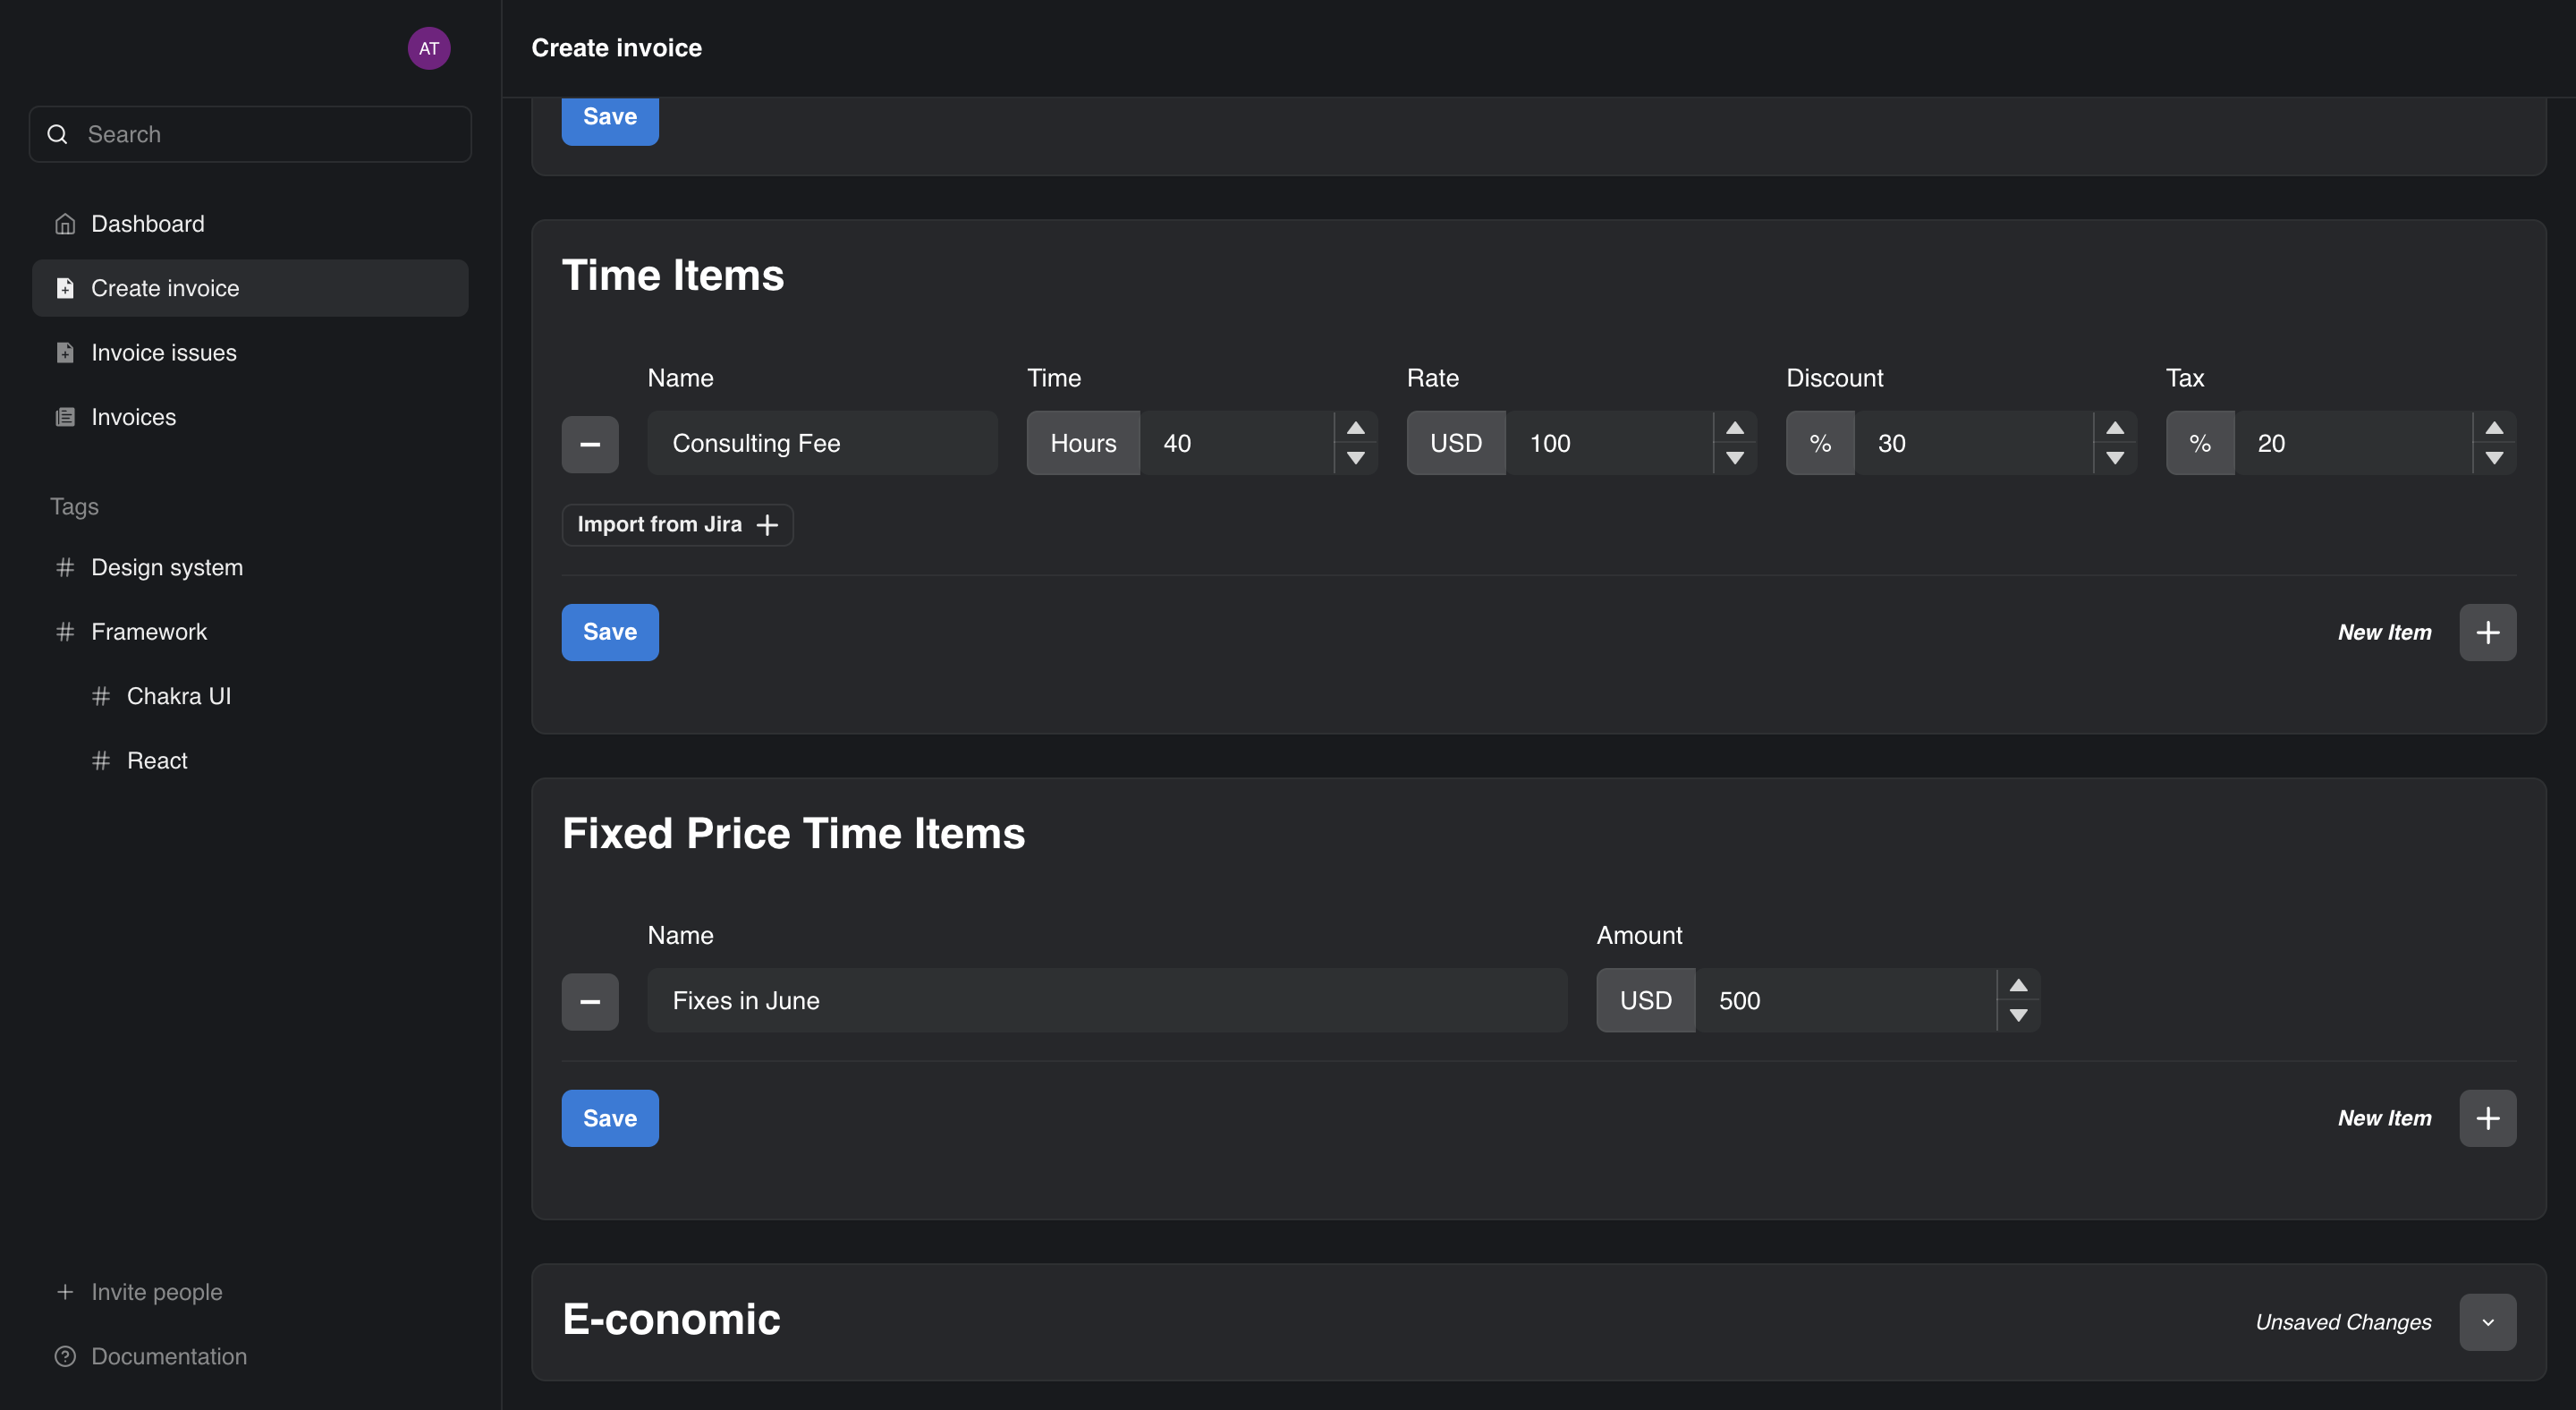 AT
Search
Dashboard
Create invoice
Invoice issues
Invoices
Tags
# Design system
# Framework
# Chakra UI
# React
+ Invite people
Documentation
Create invoice
Save
Time Items
Name Time Rate Discount Tax
Consulting Fee Hours 40 USD 100 % 30 % 20
Import from Jira +
Save New Item +
Fixed Price Time Items
Name Amount
Fixes in June USD 500
Save New Item +
E-conomic Unsaved Changes